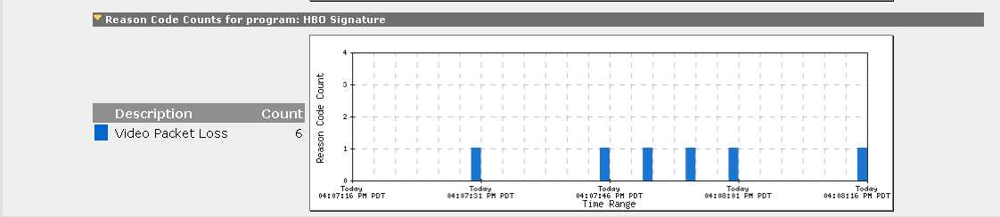 Reason Code Counts for program: HBO Signature
Description Count
Video Packet Loss 6
Reason Code Count
4
3
2
1
0
Today Today Today Today Today
04:07:16 PM PDT 04:07:31 PM PDT 04:07:46 PM PDT 04:08:01 PM PDT 04:08:16 PM PDT
Time Range